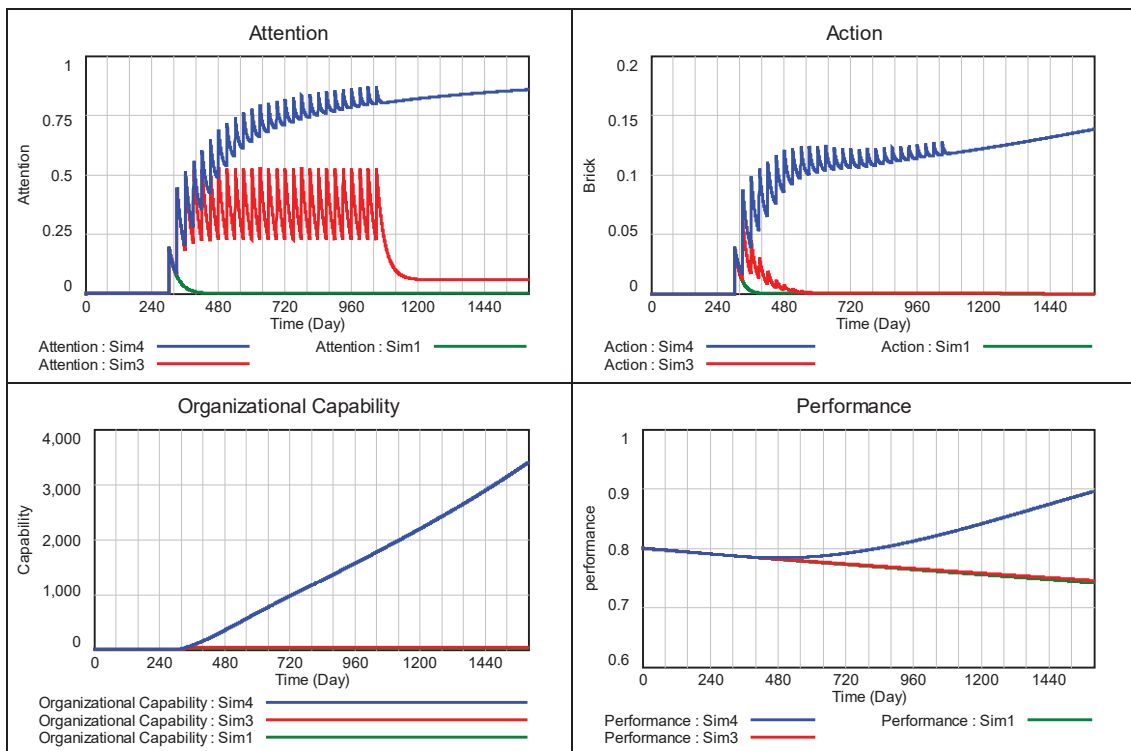 Attention
1
0.75
0.5
0.25
0
Attention
0 240 480 720 960 1200 1440
Time (Day)
Attention : Sim4 Attention : Sim1
Attention : Sim3
Action
0.2
0.15
0.1
0.05
0
Brick
0 240 480 720 960 1200 1440
Time (Day)
Action : Sim4 Action : Sim1
Action : Sim3
Organizational Capability
4,000
3,000
2,000
1,000
0
Capability
0 240 480 720 960 1200 1440
Time (Day)
Organizational Capability : Sim4
Organizational Capability : Sim3
Organizational Capability : Sim1
Performance
1
0.9
0.8
0.7
0.6
performance
0 240 480 720 960 1200 1440
Time (Day)
Performance : Sim4 Performance : Sim1
Performance : Sim3